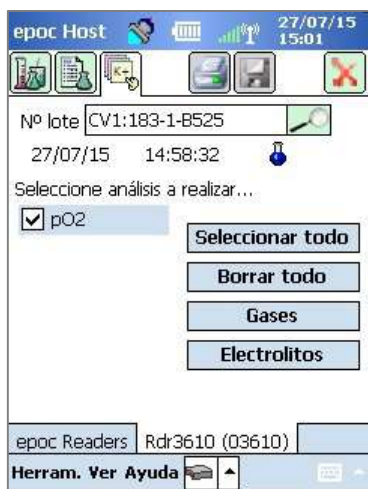 epoc Host 27/07/15
15:01
K+
Nº lote CV1:183-1-B525
27/07/15 14:58:32
Seleccione análisis a realizar...
pO2
Seleccionar todo
Borrar todo
Gases
Electrolitos
epoc Readers Rdr3610 (03610)
Herram. Ver Ayuda